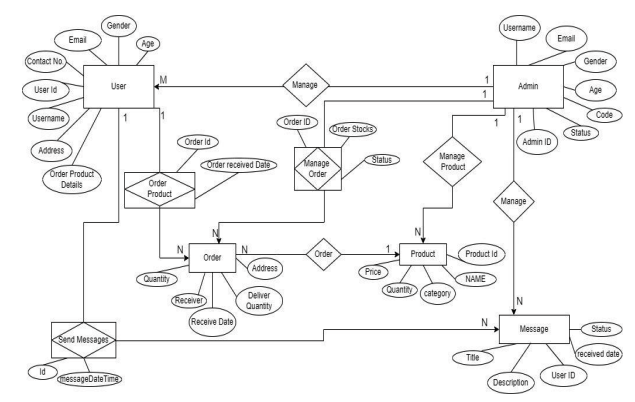 Gender
Email
Age
Contact No.
User
User Id
Username
Address
Order Product
Details
M
Manage
1
1
1
Username
Email
Gender
Admin
Age
Code
Status
Admin ID
1
1
1
1
Order Id
Order received Date
Order
Product
Order ID
Order Stocks
Manage
Order
Status
Manage
Product
Manage
N
N
Order
N
Address
Quantity
Receiver
Deliver
Quantity
Receive Date
Order
1
N
Product
Product Id
Price
NAME
Quantity
category
N
Send Messages
Id
messageDateTime
N
Message
Status
received date
Title
User ID
Description